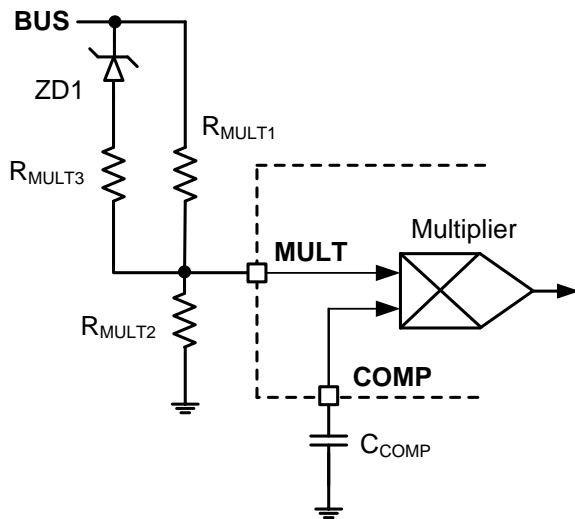 BUS
ZD1
RMULT1
RMULT3
Multiplier
MULT
RMULT2
COMP
CCOMP